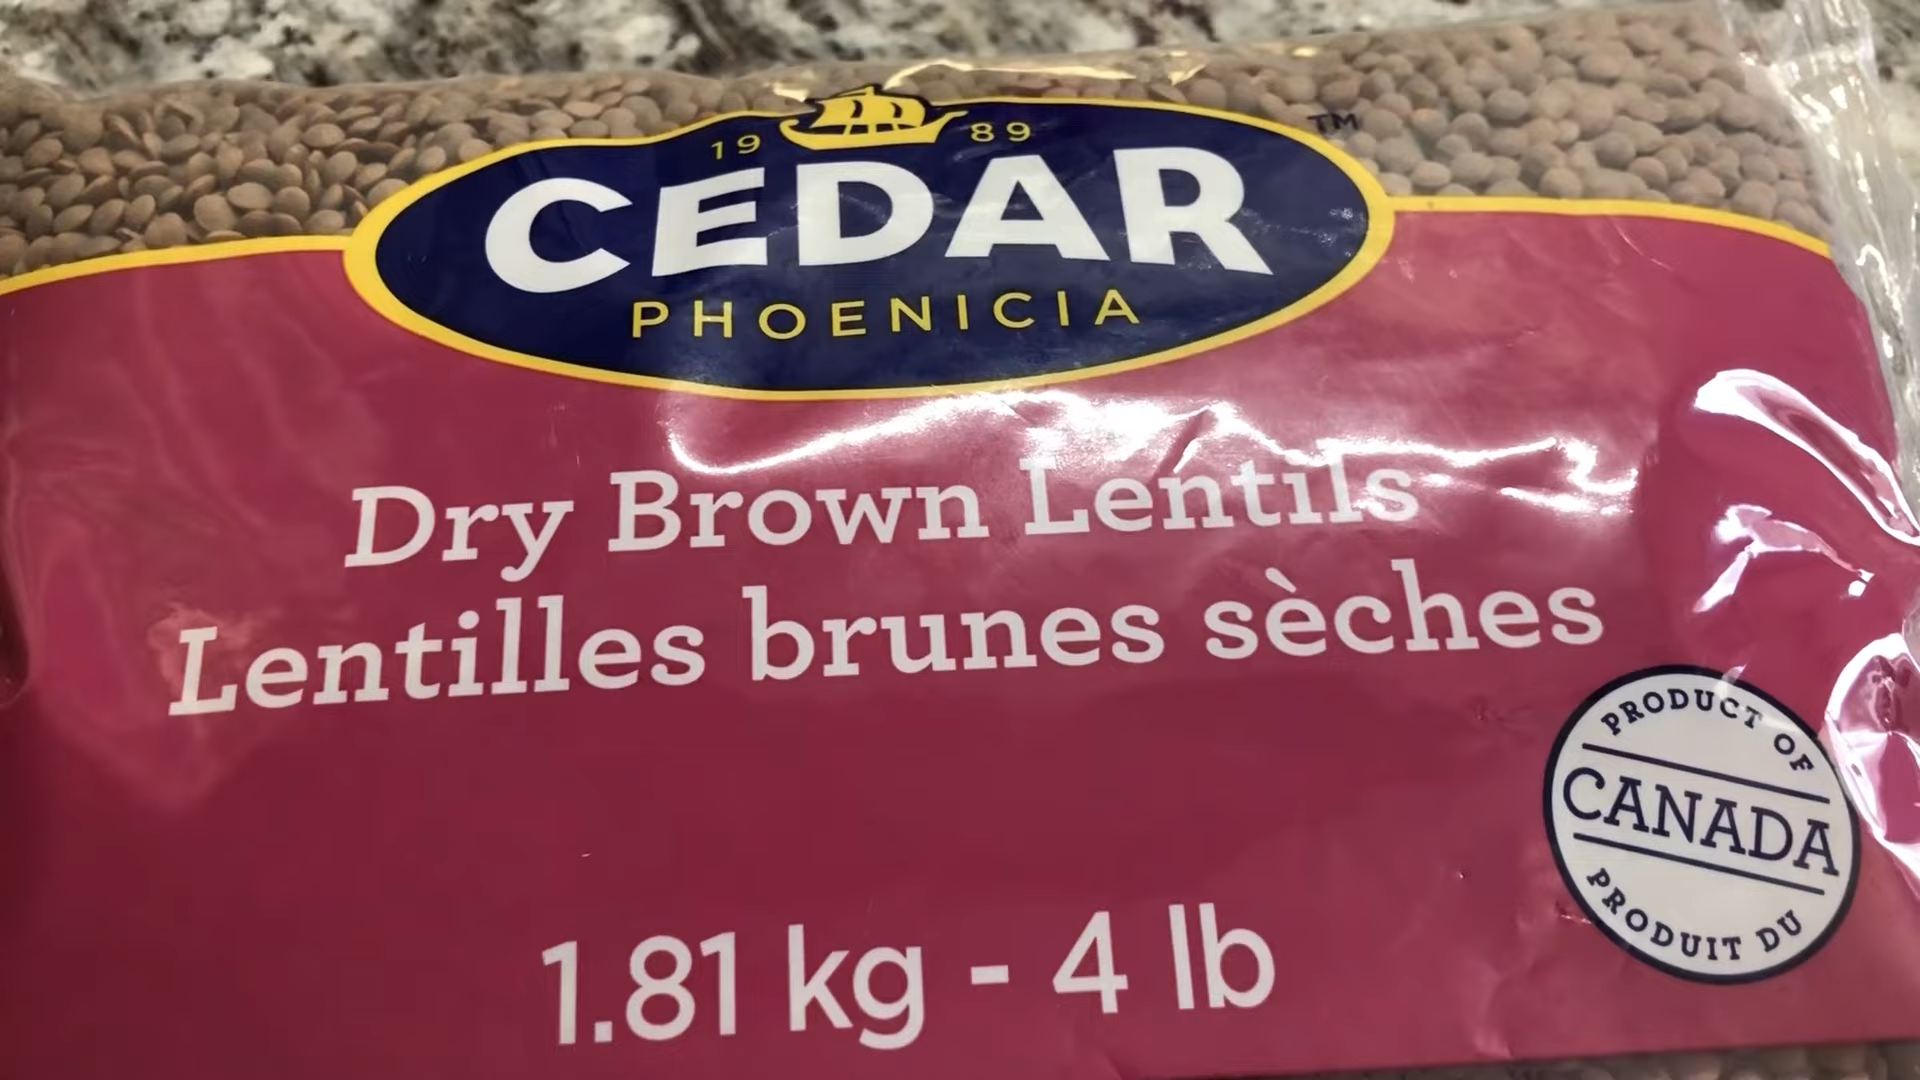 19 89
CEDAR
™
PHOENICIA
Dry Brown Lentils
Lentilles brunes sèches
PRODUCT OF
CANADA
PRODUIT DU
1.81 kg - 4 lb